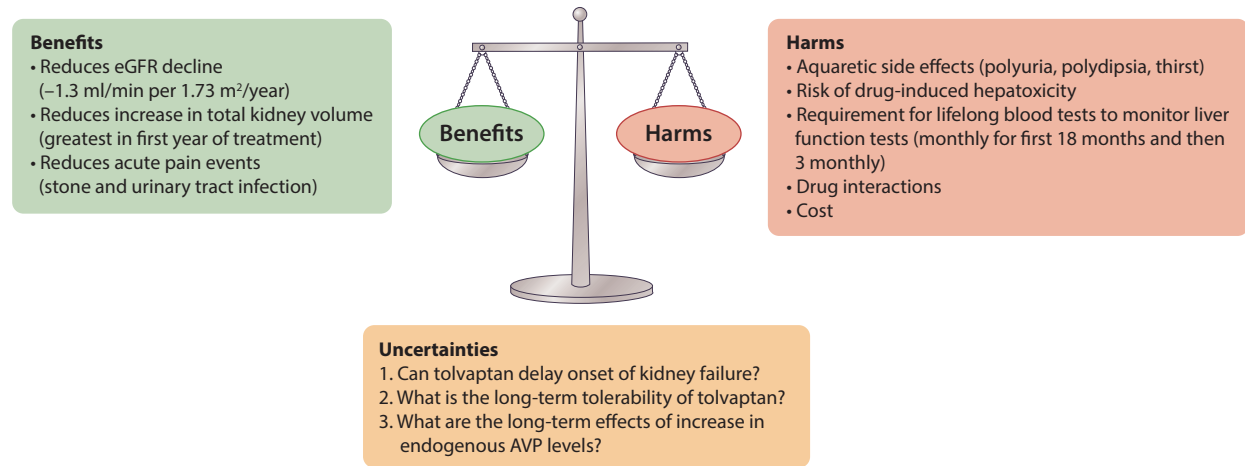 Benefits
• Reduces eGFR decline
(–1.3 ml/min per 1.73 m²/year)
• Reduces increase in total kidney volume
(greatest in first year of treatment)
• Reduces acute pain events
(stone and urinary tract infection)
Benefits
Harms
Harms
• Aquaretic side effects (polyuria, polydipsia, thirst)
• Risk of drug-induced hepatoxicity
• Requirement for lifelong blood tests to monitor liver
function tests (monthly for first 18 months and then
3 monthly)
• Drug interactions
• Cost
Uncertainties
1. Can tolvaptan delay onset of kidney failure?
2. What is the long-term tolerability of tolvaptan?
3. What are the long-term effects of increase in
endogenous AVP levels?